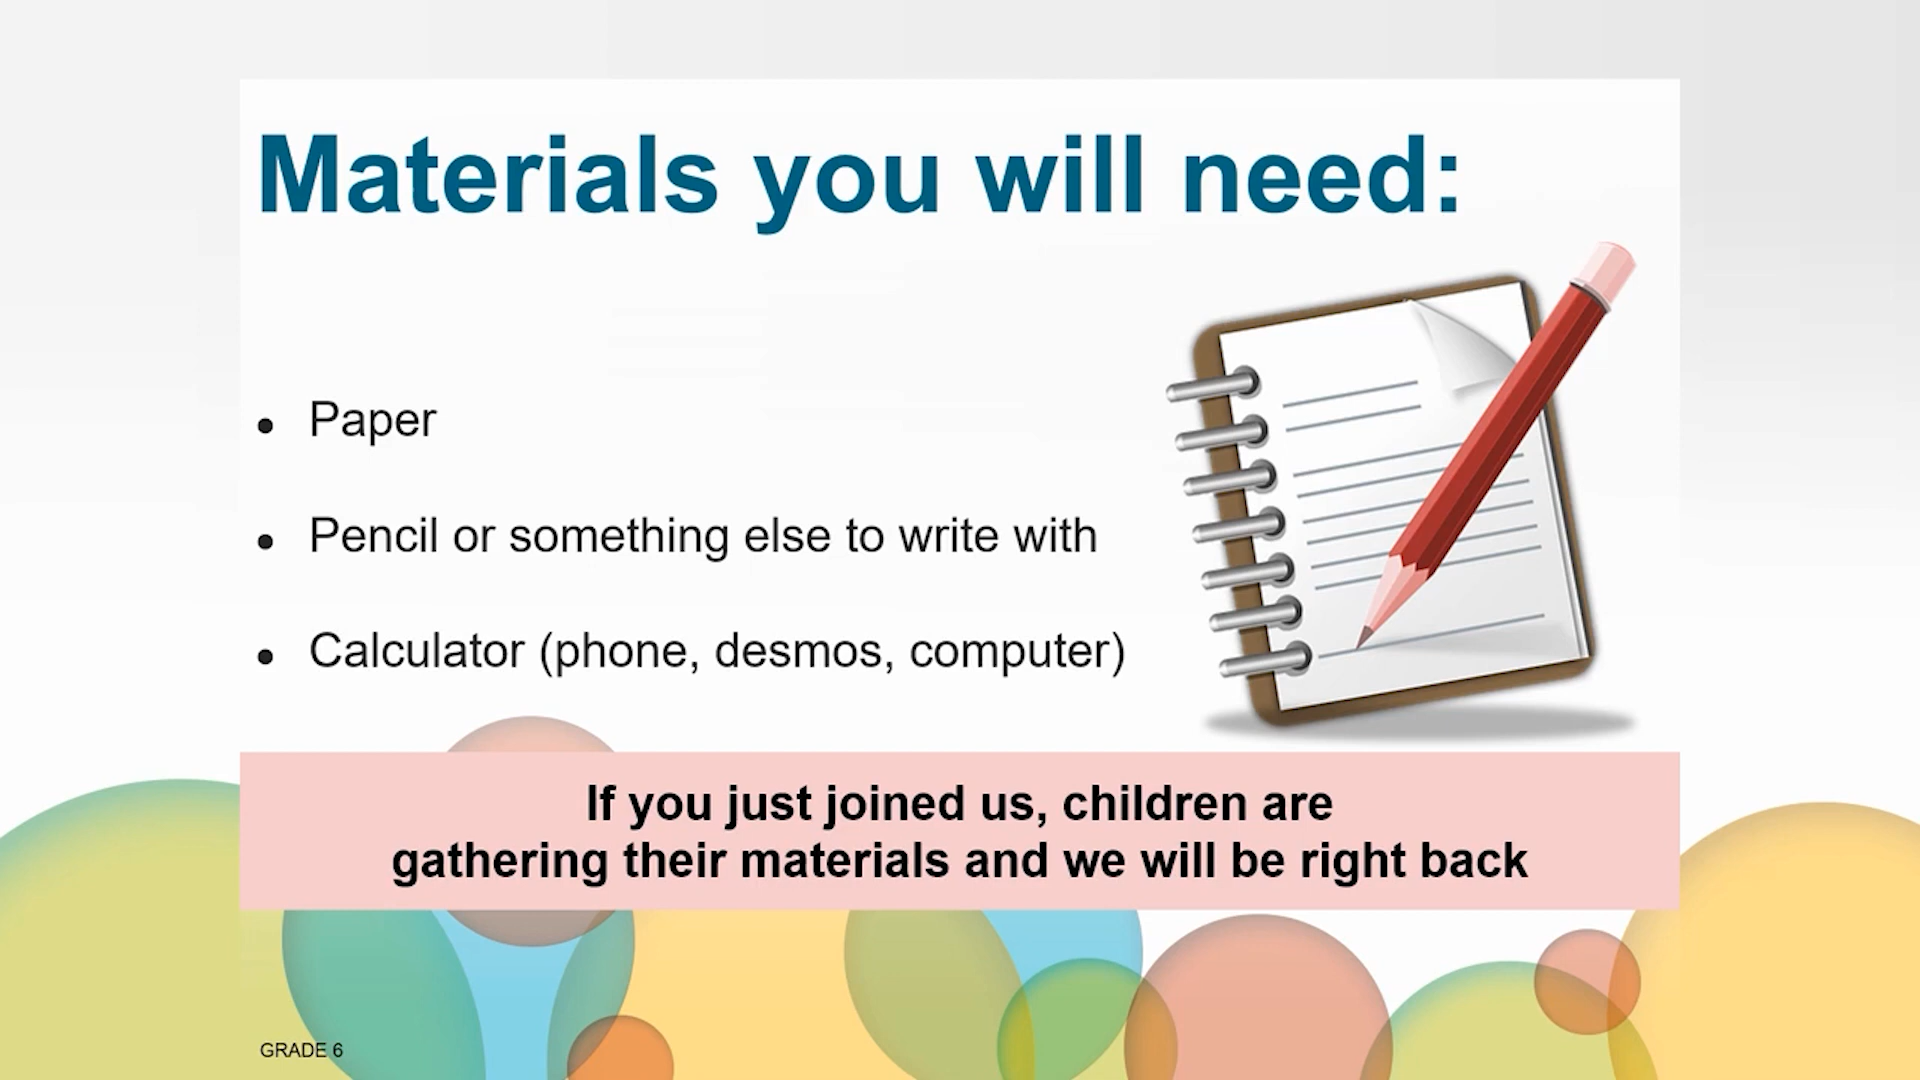 Materials you will need:
• Paper
• Pencil or something else to write with
• Calculator (phone, desmos, computer)
If you just joined us, children are
gathering their materials and we will be right back
GRADE 6